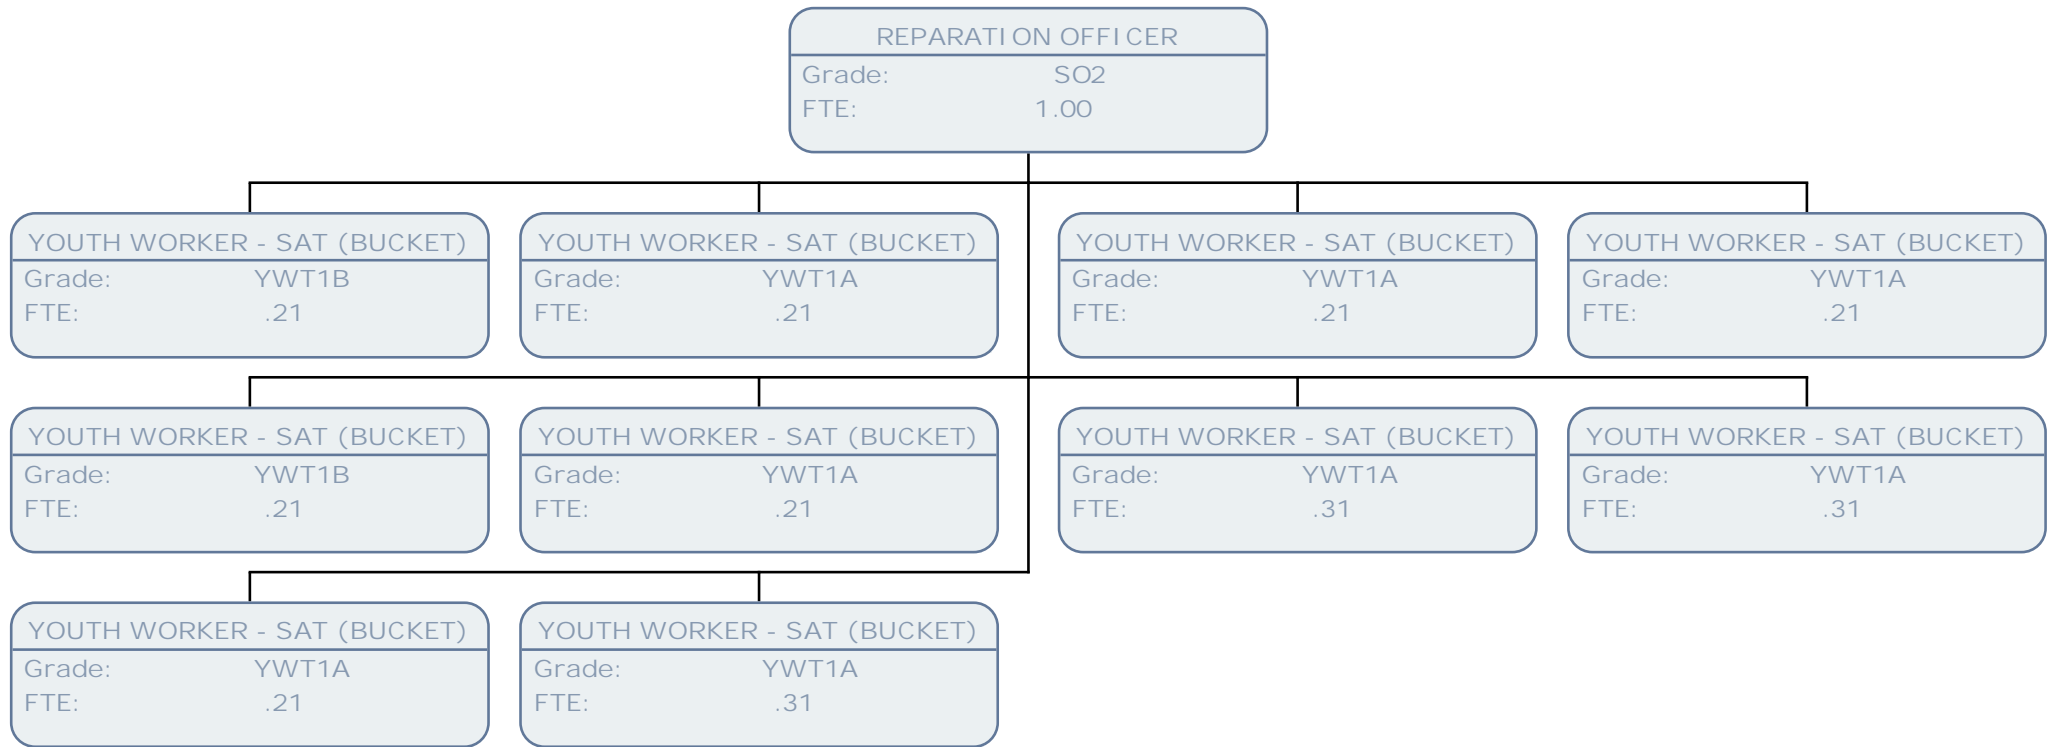 REPARATION OFFICER
Grade: SO2
FTE: 1.00
YOUTH WORKER - SAT (BUCKET)
Grade: YWT1B
FTE: .21
YOUTH WORKER - SAT (BUCKET)
Grade: YWT1A
FTE: .21
YOUTH WORKER - SAT (BUCKET)
Grade: YWT1A
FTE: .21
YOUTH WORKER - SAT (BUCKET)
Grade: YWT1A
FTE: .21
YOUTH WORKER - SAT (BUCKET)
Grade: YWT1B
FTE: .21
YOUTH WORKER - SAT (BUCKET)
Grade: YWT1A
FTE: .21
YOUTH WORKER - SAT (BUCKET)
Grade: YWT1A
FTE: .31
YOUTH WORKER - SAT (BUCKET)
Grade: YWT1A
FTE: .31
YOUTH WORKER - SAT (BUCKET)
Grade: YWT1A
FTE: .21
YOUTH WORKER - SAT (BUCKET)
Grade: YWT1A
FTE: .31